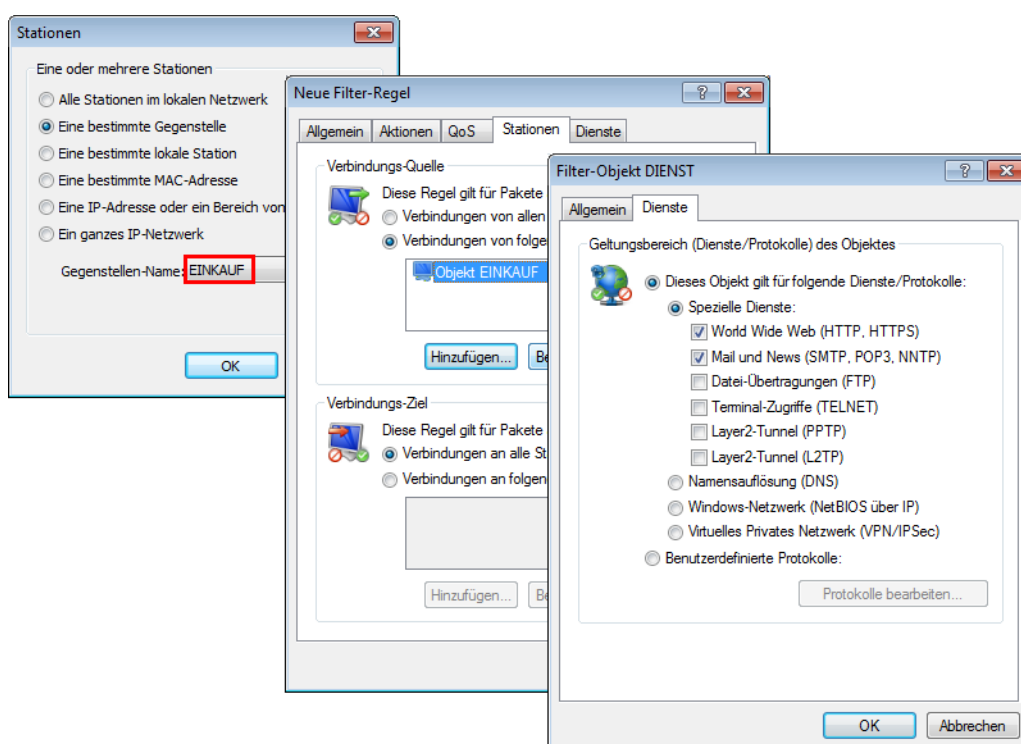 Stationen
Eine oder mehrere Stationen
Alle Stationen im lokalen Netzwerk
Eine bestimmte Gegenstelle
Eine bestimmte lokale Station
Eine bestimmte MAC-Adresse
Eine IP-Adresse oder ein Bereich von
Ein ganzes IP-Netzwerk
Gegenstellen-Name: EINKAUF
OK
Neue Filter-Regel
Allgemein Aktionen QoS Stationen Dienste
Verbindungs-Quelle
Diese Regel gilt für Pakete
Verbindungen von allen
Verbindungen von folge
Objekt EINKAUF
Hinzufügen... Be
Verbindungs-Ziel
Diese Regel gilt für Pakete
Verbindungen an alle St
Verbindungen an folgen
Hinzufügen... Be
Filter-Objekt DIENST
Allgemein Dienste
Geltungsbereich (Dienste/Protokolle) des Objektes
Dieses Objekt gilt für folgende Dienste/Protokolle:
Spezielle Dienste:
World Wide Web (HTTP, HTTPS)
Mail und News (SMTP, POP3, NNTP)
Datei-Übertragungen (FTP)
Terminal-Zugriffe (TELNET)
Layer2-Tunnel (PPTP)
Layer2-Tunnel (L2TP)
Namensauflösung (DNS)
Windows-Netzwerk (NetBIOS über IP)
Virtuelles Privates Netzwerk (VPN/IPSec)
Benutzerdefinierte Protokolle:
Protokolle bearbeiten...
OK Abbrechen